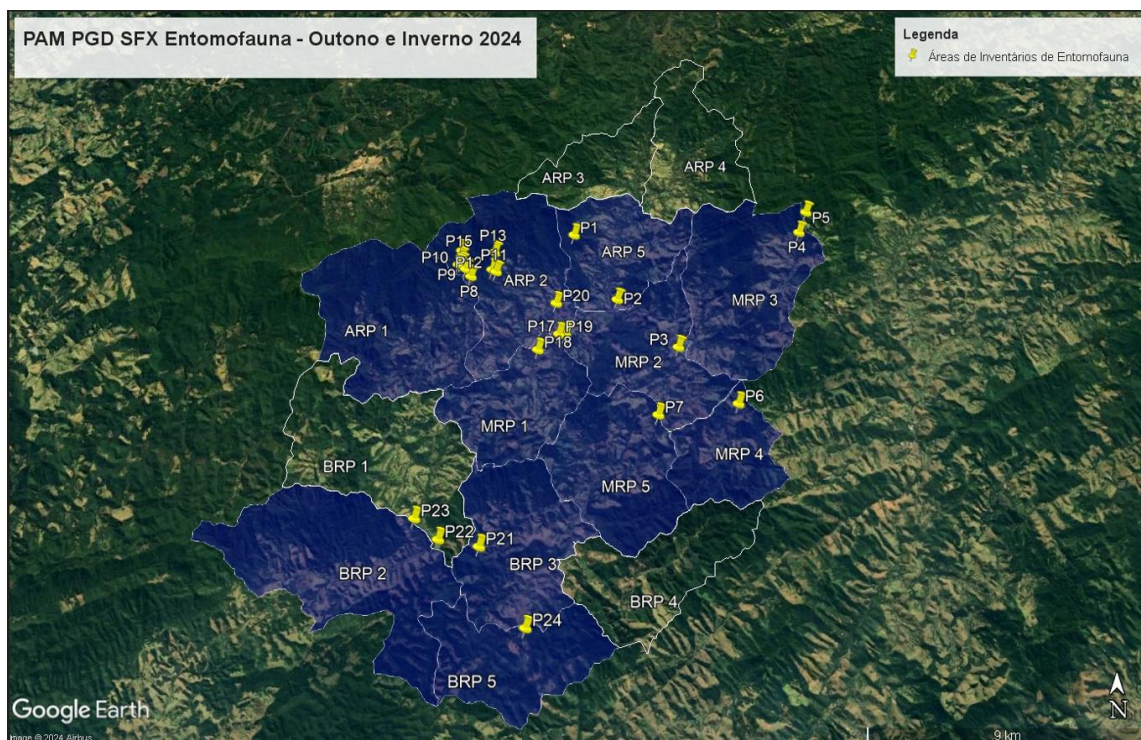 PAM PGD SFX Entomofauna - Outono e Inverno 2024
Legenda
Áreas de Inventários de Entomofauna
ARP 3
ARP 4
P5
P4
P1
P13
P15
ARP 5
P10
P12
P11
P9
P8
ARP 2
P20
P2
MRP 3
ARP 1
P17
P19
P18
P3
MRP 2
P7
P6
MRP 1
MRP 4
BRP 1
MRP 5
P23
P22
P21
BRP 3
BRP 2
BRP 4
P24
BRP 5
Google Earth
Image © 2024 Airbus
N
9 km